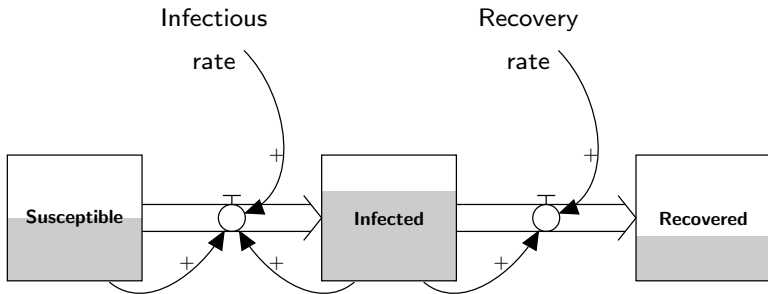 Infectious
rate
Recovery
rate
+
+
Susceptible
Infected
Recovered
+
+
+